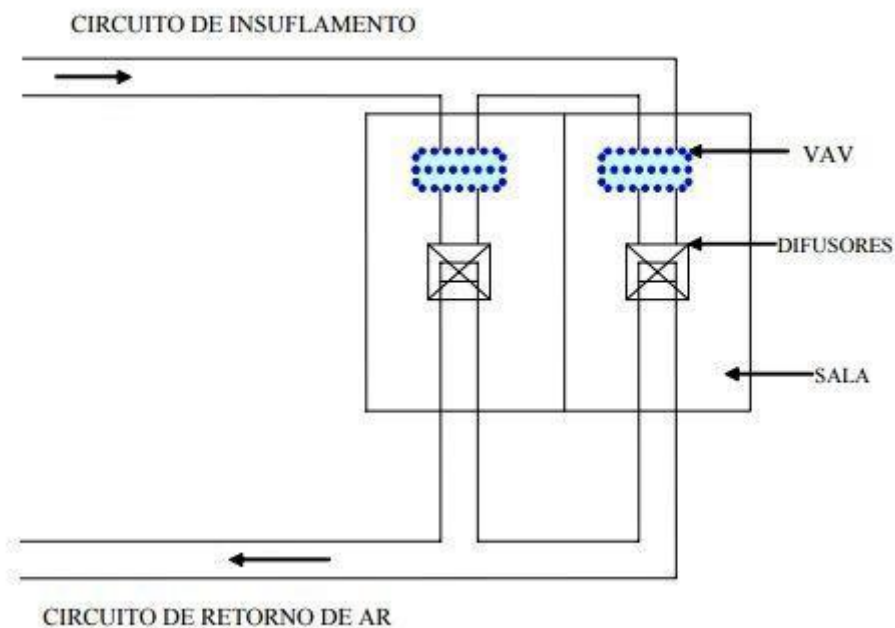 CIRCUITO DE INSUFLAMENTO
VAV
DIFUSORES
SALA
CIRCUITO DE RETORNO DE AR